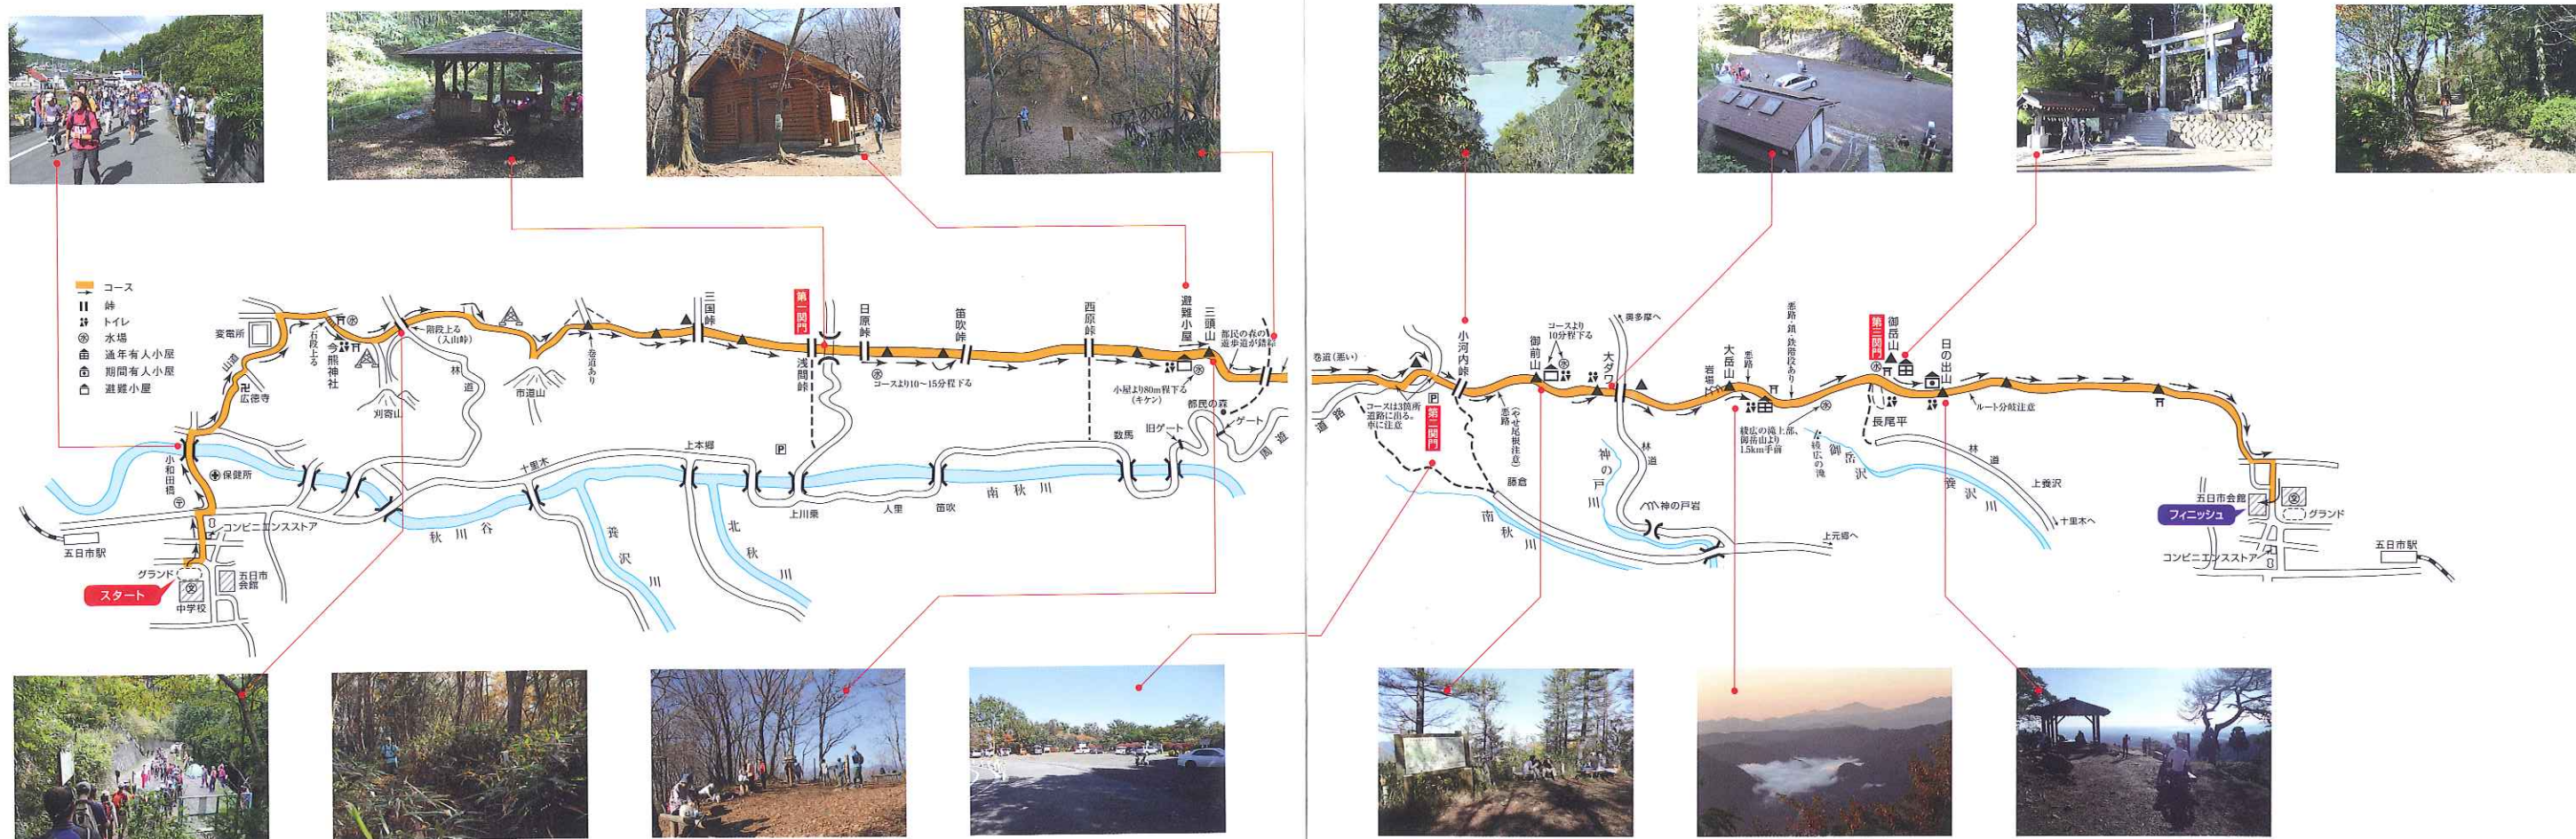 コース
峠
トイレ
水場
通年有人小屋
期間有人小屋
避難小屋
変電所
山道
広徳寺
石段上る
今熊神社
水
階段上る
(入山峠)
林道
刈寄山
市道山
巻道あり
三国峠
第一関門
浅間峠
日原峠
水
コースより10〜15分程下る
笛吹峠
西原峠
避難小屋
三頭山
水
小屋より80m程下る
(キケン)
都民の森の
遊歩道が錯綜
都民の森
旧ゲート
ゲート
周遊
道路
小和田橋
保健所
コンビニエンスストア
五日市駅
グランド
五日市
会館
中学校
文
スタート
秋川谷
十里木
養沢川
上本郷
北秋川
P
上川乗
人里
笛吹
南秋川
数馬
巻道(悪い)
コースは3箇所
道路に出る。
車に注意
P
第二関門
小河内峠
悪路
(やせ尾根注意)
御前山
コースより
10分程下る
水
大ダワ
奥多摩へ
藤倉
南秋川
神の戸川
林道
神の戸岩
上元郷へ
岩場
大岳山
悪路
悪路・鎖・鉄階段あり
水
綾広の滝上部、
御岳山より
1.5km手前
綾広の滝
御岳沢
養沢川
第三関門
水
御岳山
長尾平
日の出山
ルート分岐注意
林道
上養沢
十里木へ
五日市会館
文
グランド
フィニッシュ
コンビニエンスストア
五日市駅